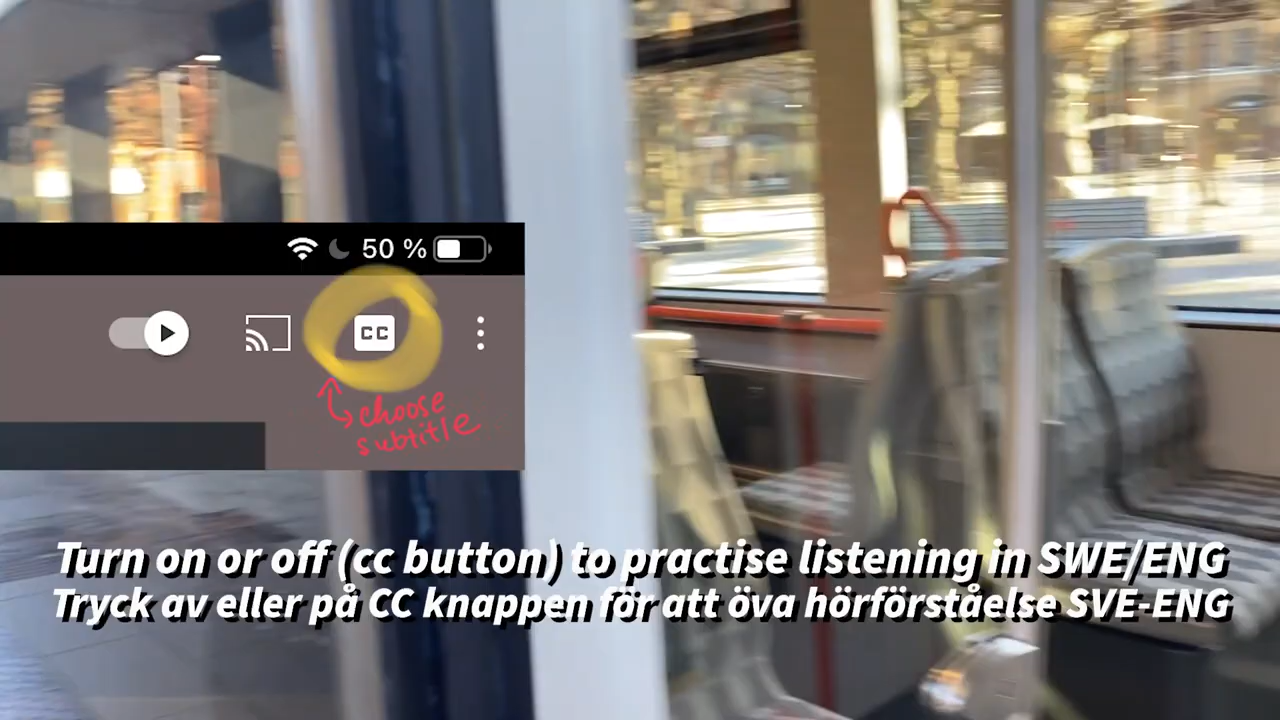 50 %
CC
choose
subtitle
Turn on or off (cc button) to practise listening in SWE/ENG
Tryck av eller på CC knappen för att öva hörförståelse SVE-ENG